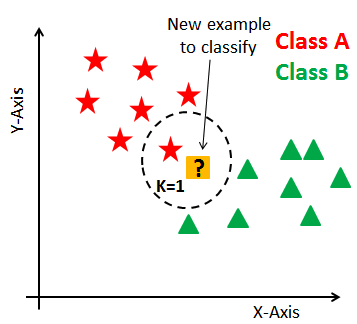 New example
to classify
Class A
Class B
Y-Axis
?
K=1
X-Axis